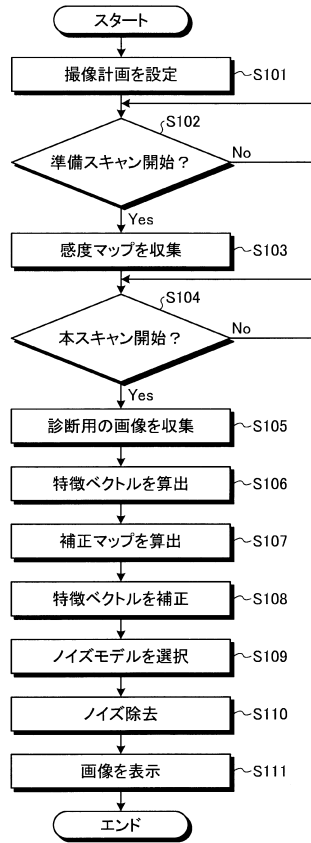 スタート
撮像計画を設定 S101
S102
準備スキャン開始？ No
Yes
感度マップを収集 S103
S104
本スキャン開始？ No
Yes
診断用の画像を収集 S105
特徴ベクトルを算出 S106
補正マップを算出 S107
特徴ベクトルを補正 S108
ノイズモデルを選択 S109
ノイズ除去 S110
画像を表示 S111
エンド